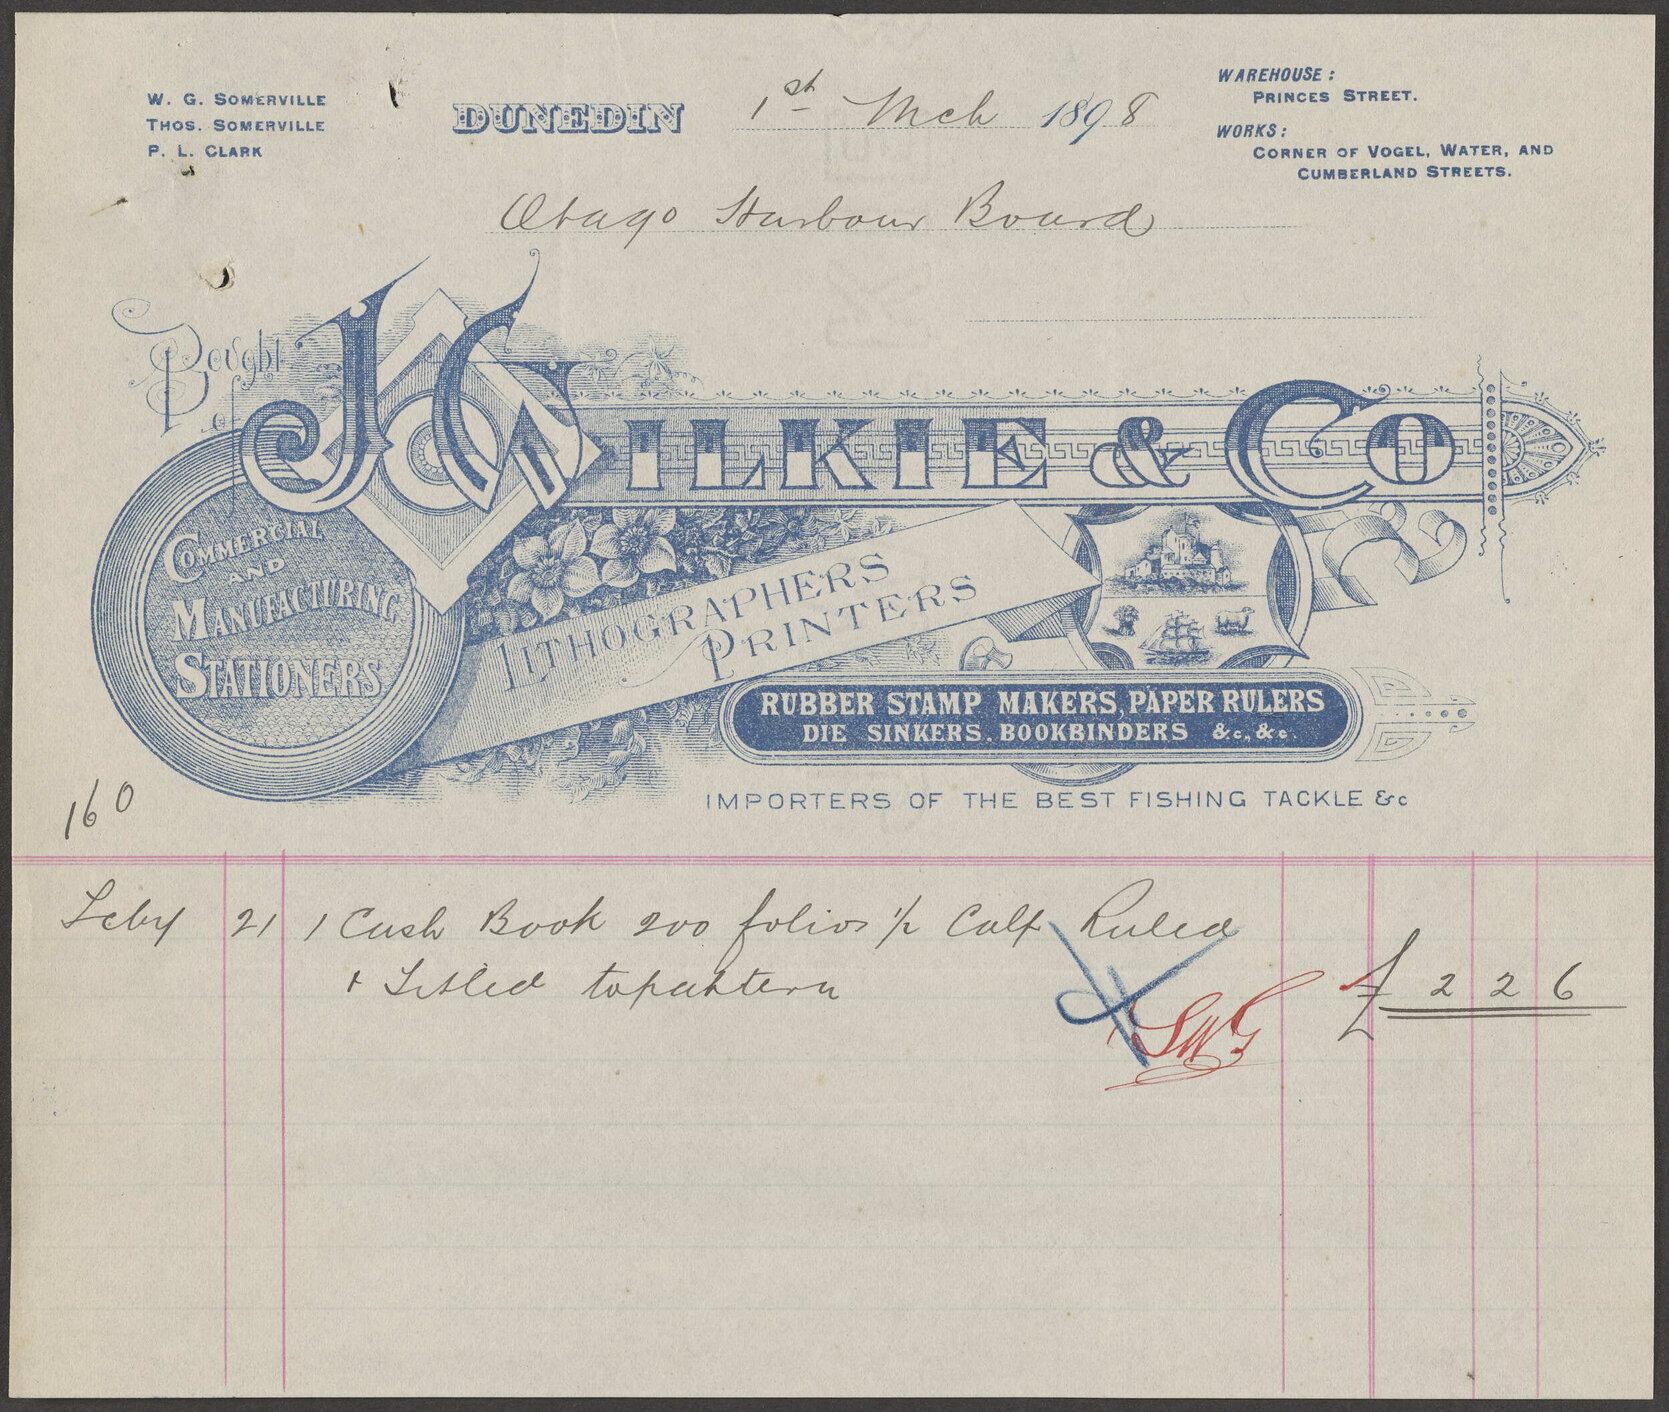 W. G. SOMERVILLE
THOS. SOMERVILLE
P. L. CLARK
DUNEDIN 1st Mch 1898
WAREHOUSE:
PRINCES STREET.
WORKS:
CORNER OF VOGEL, WATER, AND
CUMBERLAND STREETS.
Otago Harbour Board
Bought
of
J WILKIE & CO
COMMERCIAL
AND
MANUFACTURING
STATIONERS
LITHOGRAPHERS
PRINTERS
RUBBER STAMP MAKERS, PAPER RULERS
DIE SINKERS. BOOKBINDERS &c., &c.
IMPORTERS OF THE BEST FISHING TACKLE &c
160
Feby 21 1 Cash Book 200 folios 1/2 Calf Ruled
+ Titled to pattern £ 2 2 6